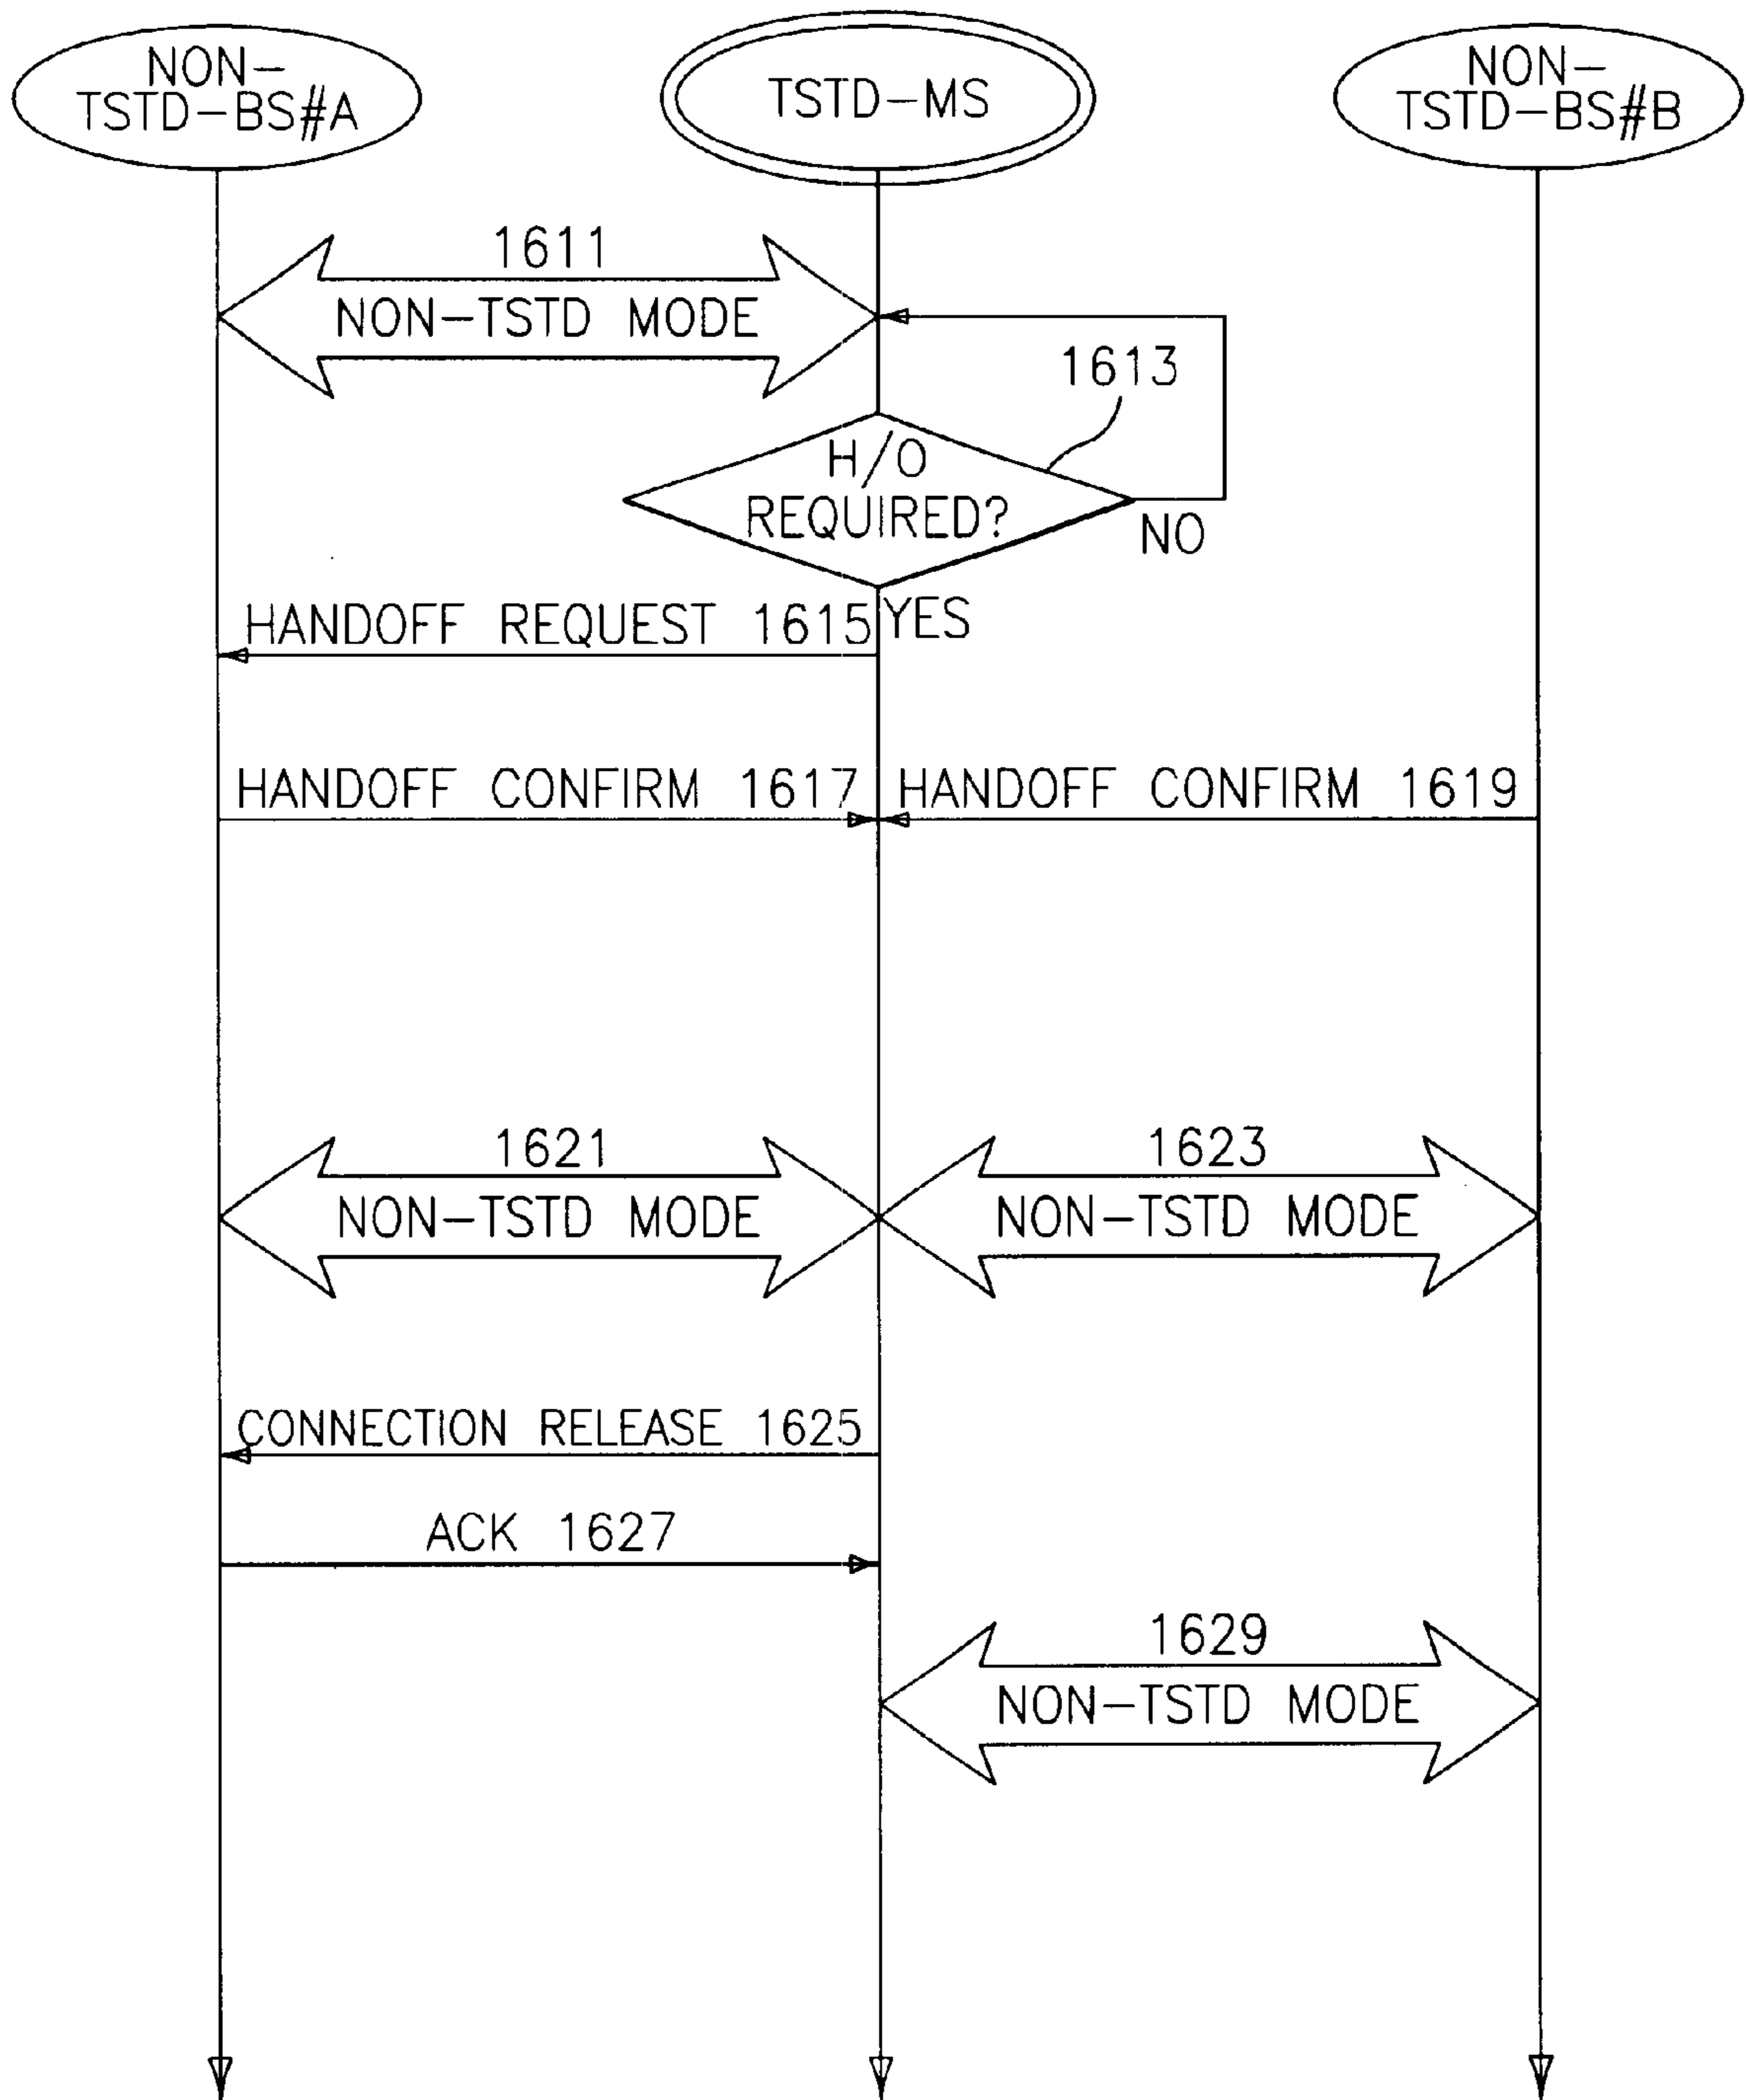 NON-
TSTD-BS#A
TSTD-MS
NON-
TSTD-BS#B
1611
NON-TSTD MODE
1613
H/O
REQUIRED?
NO
YES
HANDOFF REQUEST 1615
HANDOFF CONFIRM 1617
HANDOFF CONFIRM 1619
1621
NON-TSTD MODE
1623
NON-TSTD MODE
CONNECTION RELEASE 1625
ACK 1627
1629
NON-TSTD MODE